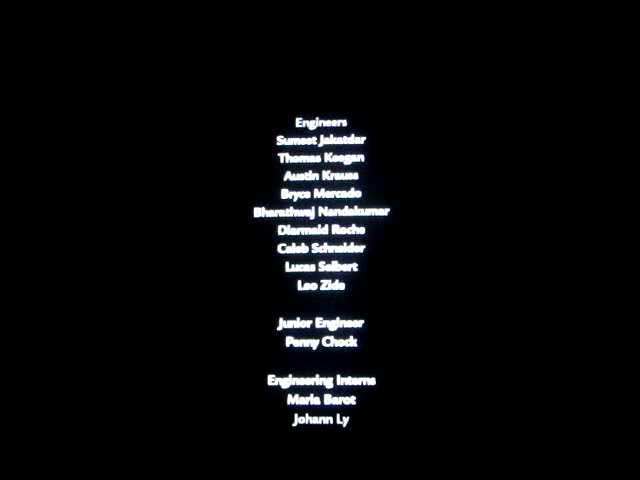 Engineers
Sumeet Jakatdar
Thomas Keegan
Austin Krauss
Bryce Mercado
Bharathwaj Nandakumar
Diarmaid Roche
Caleb Schneider
Lucas Seibert
Leo Zide
Junior Engineer
Penny Chock
Engineering Interns
Maria Barot
Johann Ly